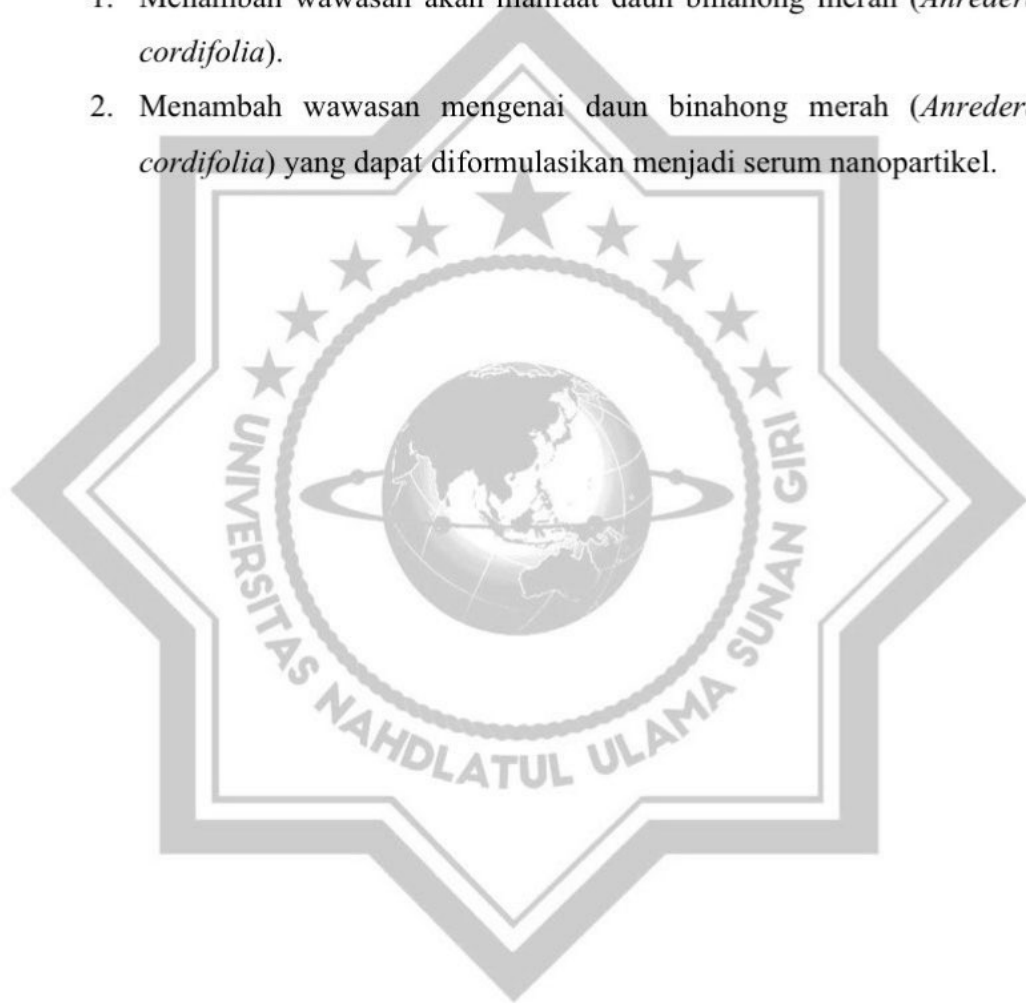 1. Menambah wawasan akan manfaat daun binahong merah (Anreder
cordifolia).
2. Menambah wawasan mengenai daun binahong merah (Anreder
cordifolia) yang dapat diformulasikan menjadi serum nanopartikel.
UNIVERSITAS NAHDLATUL ULAMA SUNAN GIRI